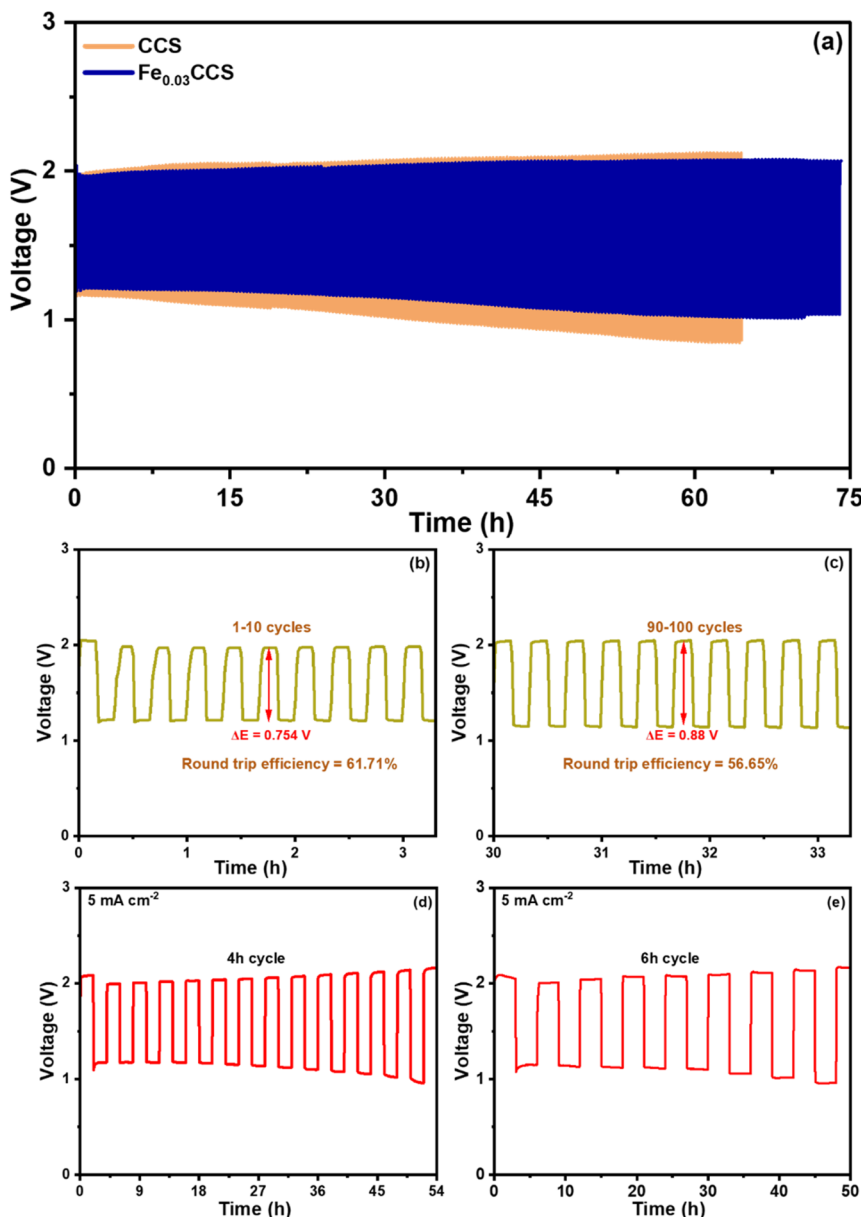 (a)
CCS
Fe₀.₀₃CCS
3
2
1
0
Voltage (V)
0 15 30 45 60 75
Time (h)
(b)
1-10 cycles
ΔE = 0.754 V
Round trip efficiency = 61.71%
3
2
1
0
Voltage (V)
0 1 2 3
Time (h)
(c)
90-100 cycles
ΔE = 0.88 V
Round trip efficiency = 56.65%
3
2
1
0
Voltage (V)
30 31 32 33
Time (h)
5 mA cm⁻² (d)
4h cycle
3
2
1
0
Voltage (V)
0 9 18 27 36 45 54
Time (h)
5 mA cm⁻² (e)
6h cycle
3
2
1
0
Voltage (V)
0 10 20 30 40 50
Time (h)